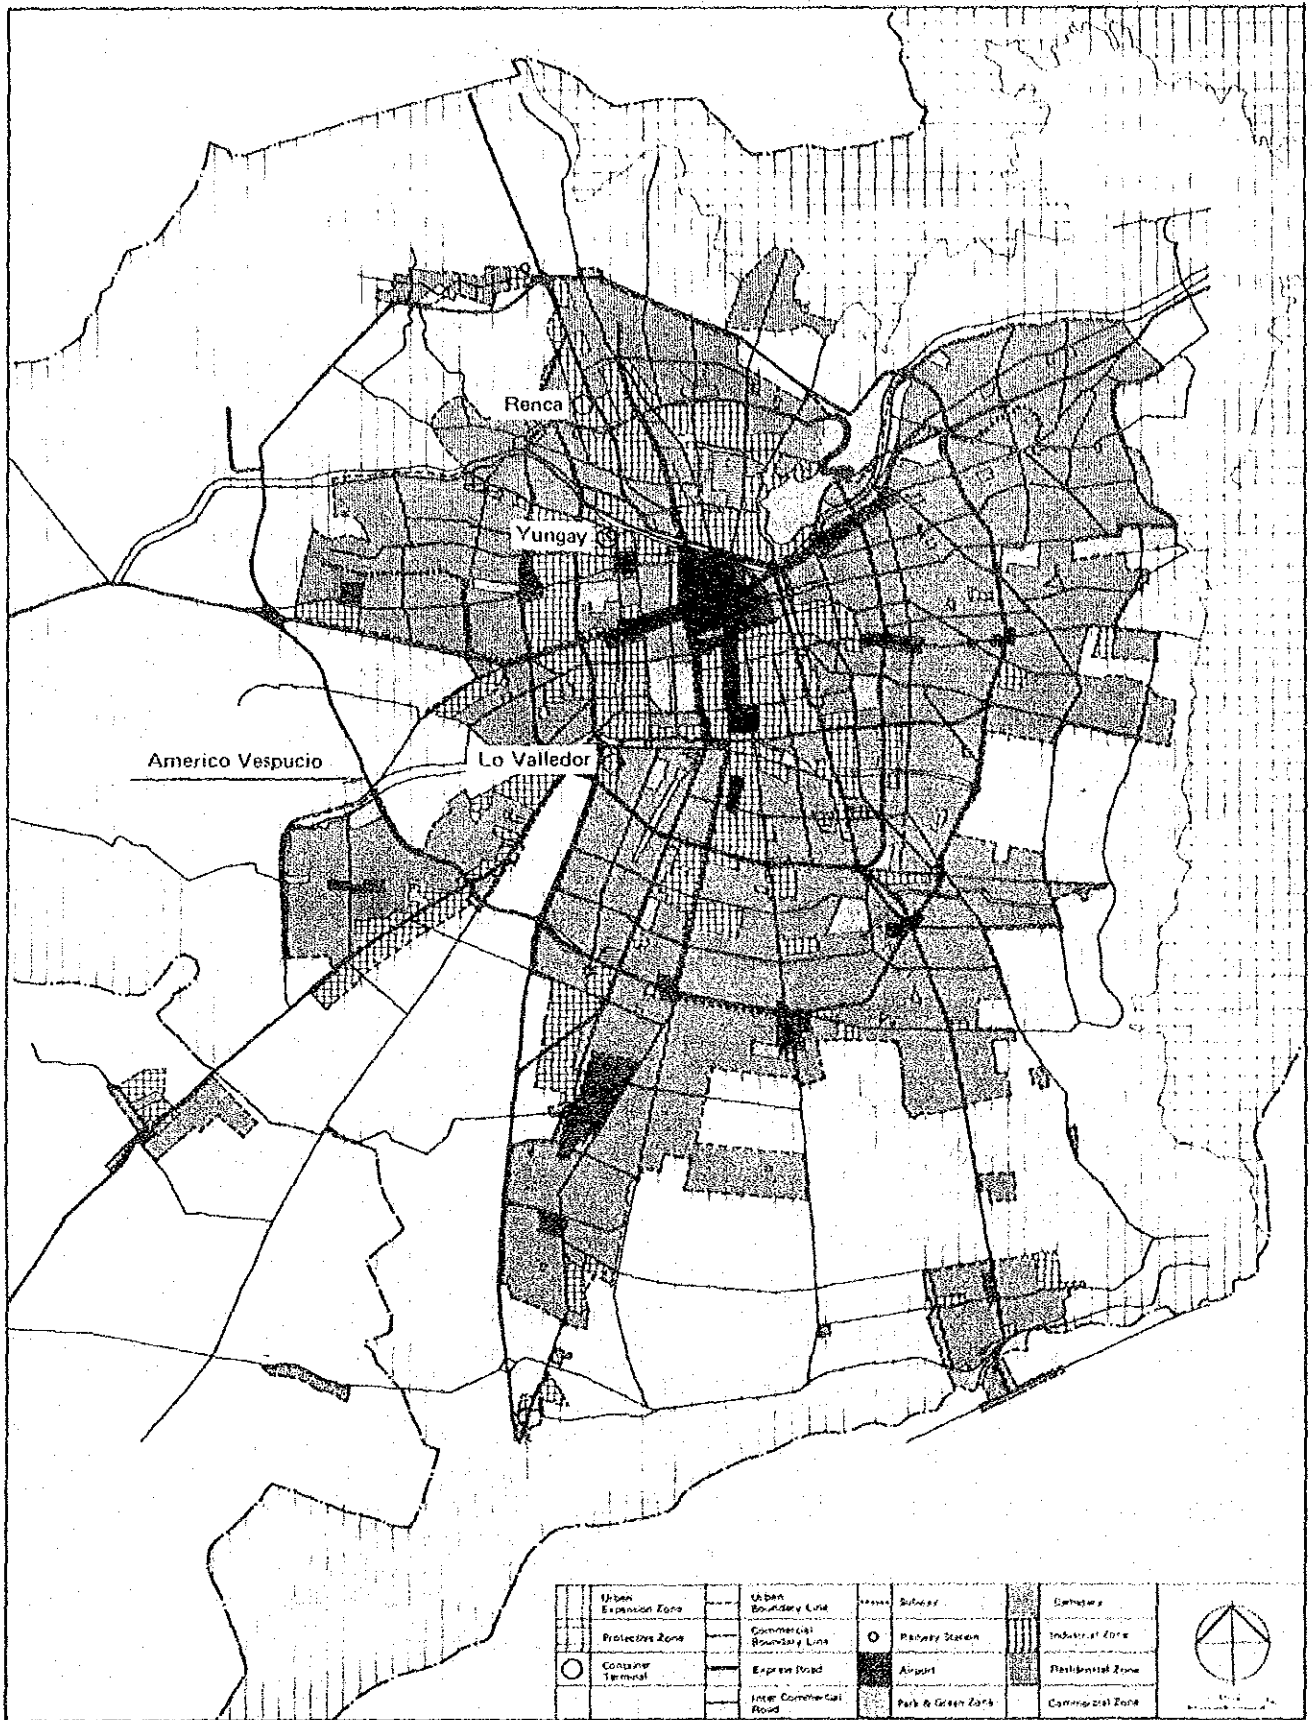 Renca
Yungay
Americo Vespucio
Lo Valledor
Urban
Expansion Zone
Urban
Boundary Line
Subway
Protective Zone
Commercial
Boundary Line
Railway Station
Industrial Zone
Container
Terminal
Express Road
Airport
Residential Zone
Inter Commercial
Road
Park & Green Zone
Commercial Zone